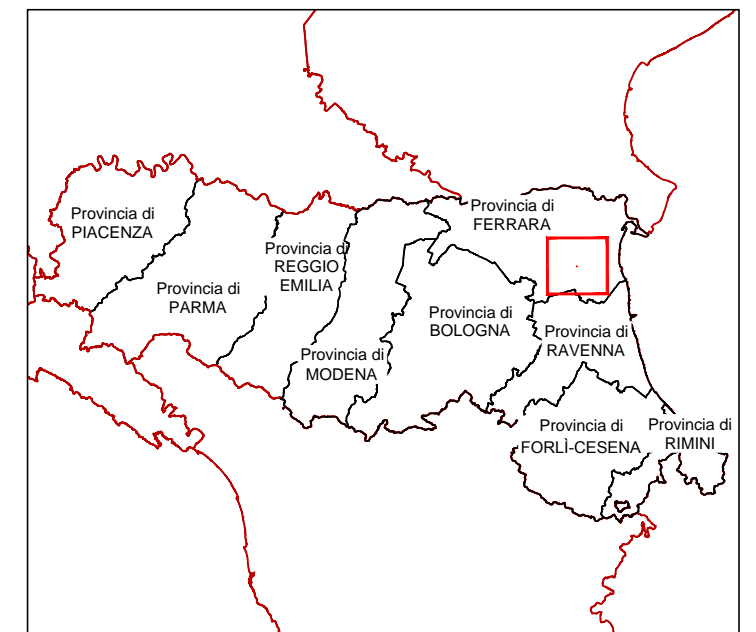 Provincia di
PIACENZA
Provincia di
PARMA
Provincia di
REGGIO
EMILIA
Provincia di
MODENA
Provincia di
BOLOGNA
Provincia di
FERRARA
Provincia di
RAVENNA
Provincia di
FORLÌ-CESENA
Provincia di
RIMINI